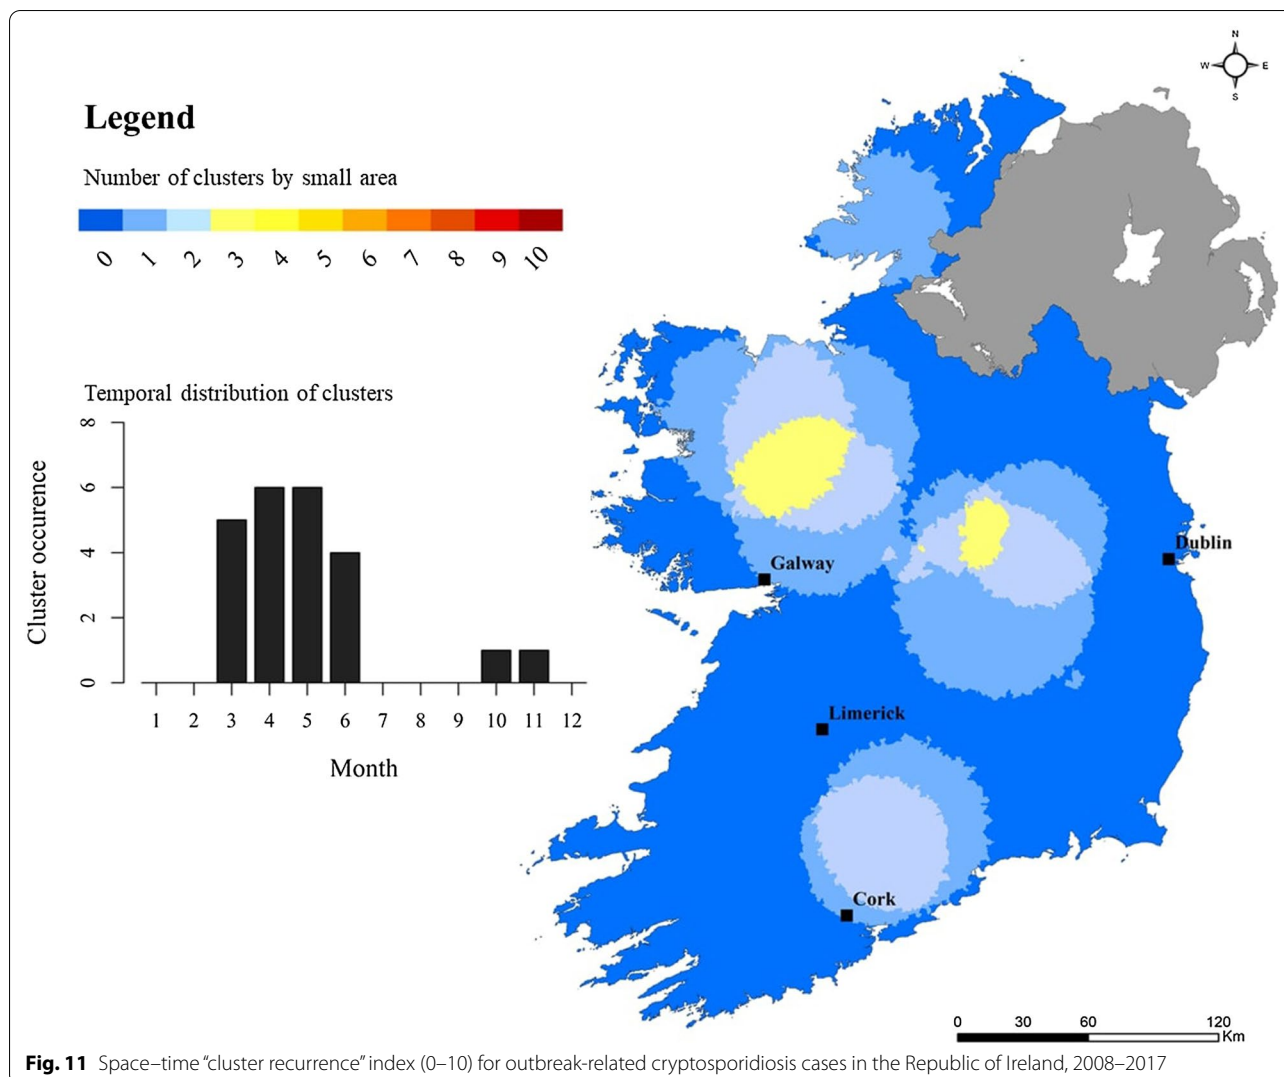 N
W E
S
Legend
Number of clusters by small area
0 1 2 3 4 5 6 7 8 9 10
Temporal distribution of clusters
Cluster occurence
8
6
4
2
0
1 2 3 4 5 6 7 8 9 10 11 12
Month
Dublin
Galway
Limerick
Cork
0 30 60 120
Km
Fig. 11 Space–time “cluster recurrence” index (0–10) for outbreak-related cryptosporidiosis cases in the Republic of Ireland, 2008–2017